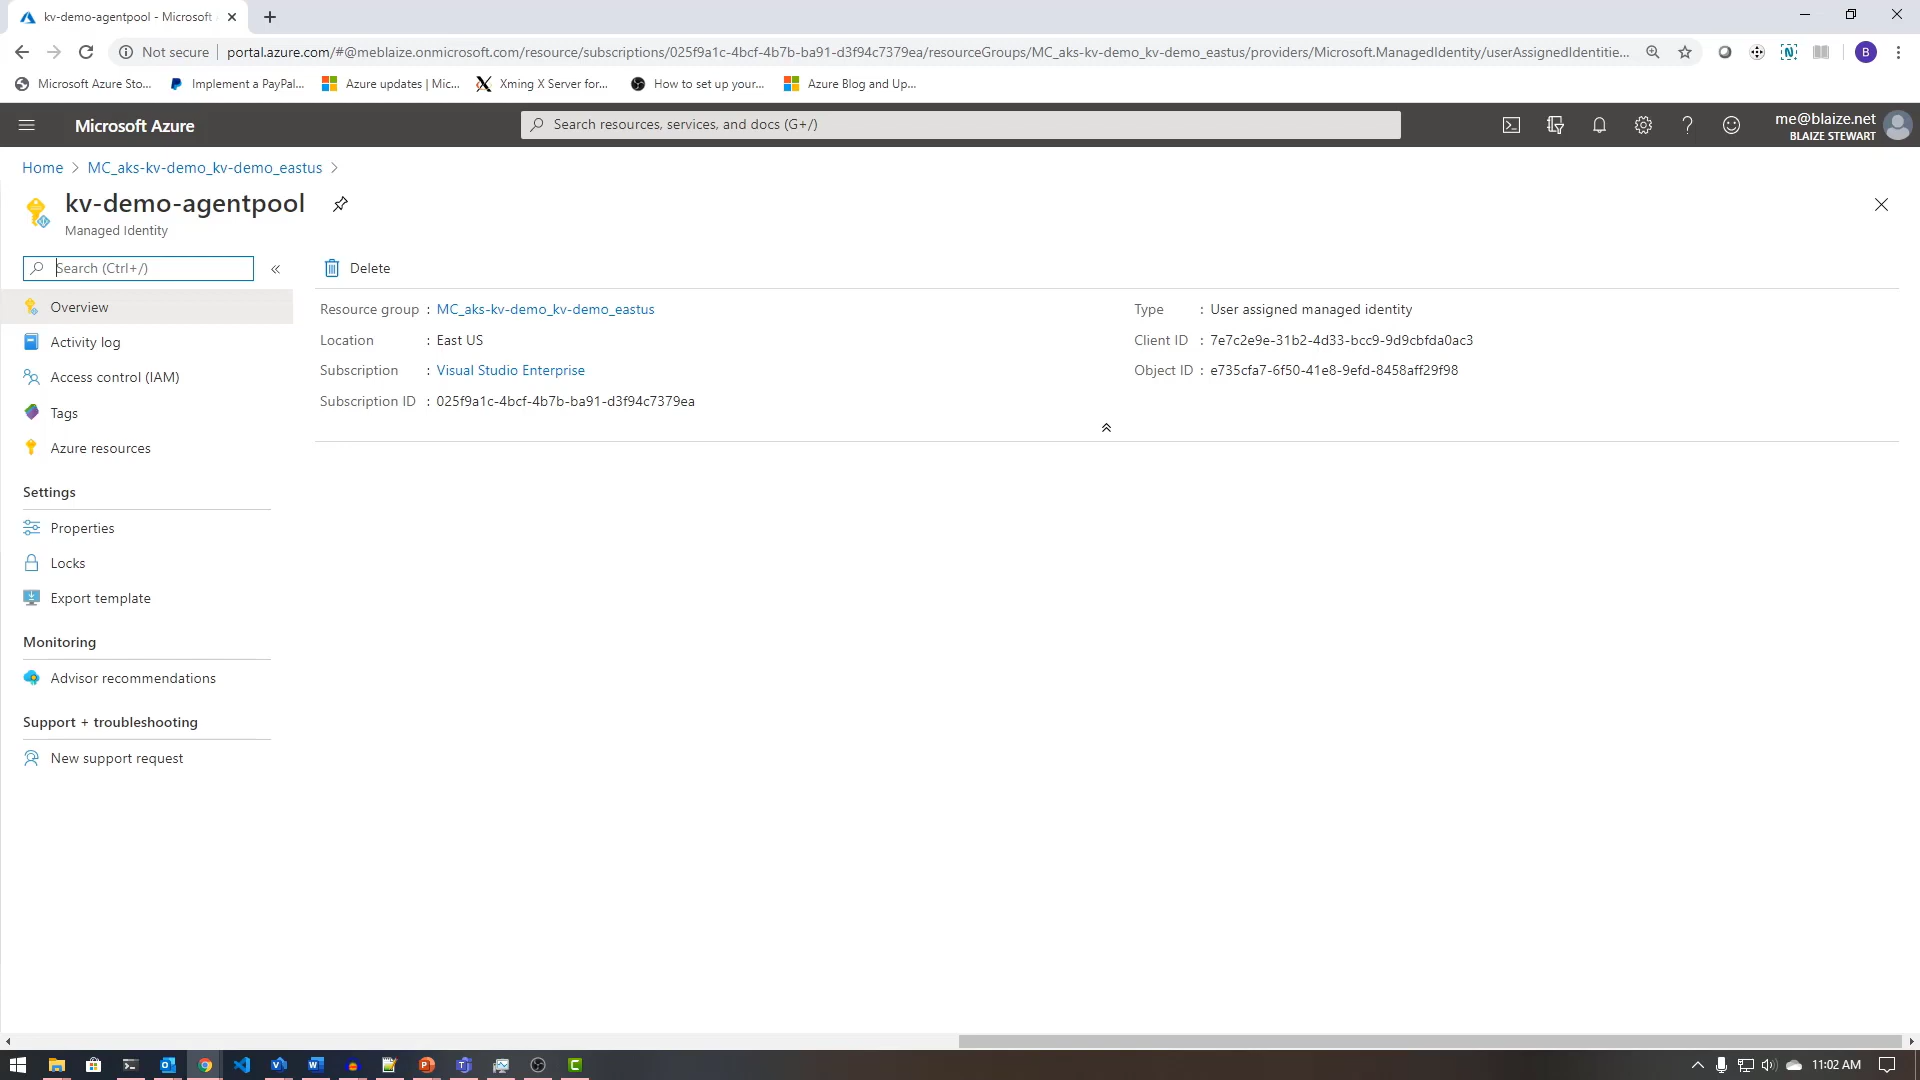 kv-demo-agentpool - Microsoft
Not secure
portal.azure.com/#@meblaize.onmicrosoft.com/resource/subscriptions/025f9a1c-4bcf-4b7b-ba91-d3f94c7379ea/resourceGroups/MC_aks-kv-demo_kv-demo_eastus/providers/Microsoft.ManagedIdentity/userAssignedIdentitie...
B
Microsoft Azure Sto...
Implement a PayPal...
Azure updates | Mic...
Xming X Server for...
How to set up your...
Azure Blog and Up...
Microsoft Azure
Search resources, services, and docs (G+/)
me@blaize.net
BLAIZE STEWART
Home > MC_aks-kv-demo_kv-demo_eastus >
kv-demo-agentpool
Managed Identity
Search (Ctrl+/)
«
Delete
Overview
Activity log
Access control (IAM)
Tags
Azure resources
Settings
Properties
Locks
Export template
Monitoring
Advisor recommendations
Support + troubleshooting
New support request
Resource group : MC_aks-kv-demo_kv-demo_eastus
Location : East US
Subscription : Visual Studio Enterprise
Subscription ID : 025f9a1c-4bcf-4b7b-ba91-d3f94c7379ea
Type : User assigned managed identity
Client ID : 7e7c2e9e-31b2-4d33-bcc9-9d9cbfda0ac3
Object ID : e735cfa7-6f50-41e8-9efd-8458aff29f98
11:02 AM